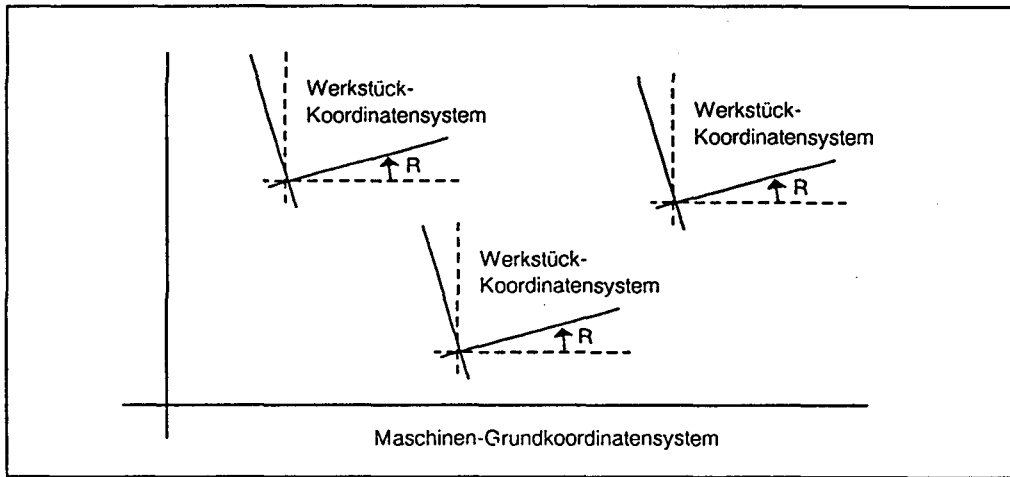 Werkstück-
Koordinatensystem
R
Werkstück-
Koordinatensystem
R
Werkstück-
Koordinatensystem
R
Maschinen-Grundkoordinatensystem